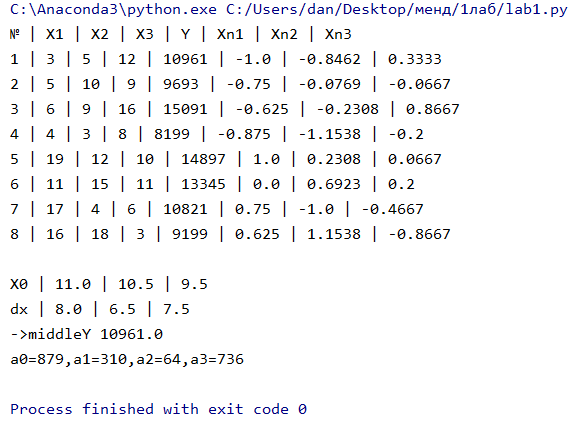 C:\Anaconda3\python.exe C:/Users/dan/Desktop/менд/1лаб/lab1.py
№ | X1 | X2 | X3 | Y | Xn1 | Xn2 | Xn3
1 | 3 | 5 | 12 | 10961 | -1.0 | -0.8462 | 0.3333
2 | 5 | 10 | 9 | 9693 | -0.75 | -0.0769 | -0.0667
3 | 6 | 9 | 16 | 15091 | -0.625 | -0.2308 | 0.8667
4 | 4 | 3 | 8 | 8199 | -0.875 | -1.1538 | -0.2
5 | 19 | 12 | 10 | 14897 | 1.0 | 0.2308 | 0.0667
6 | 11 | 15 | 11 | 13345 | 0.0 | 0.6923 | 0.2
7 | 17 | 4 | 6 | 10821 | 0.75 | -1.0 | -0.4667
8 | 16 | 18 | 3 | 9199 | 0.625 | 1.1538 | -0.8667
X0 | 11.0 | 10.5 | 9.5
dx | 8.0 | 6.5 | 7.5
->middleY 10961.0
a0=879,a1=310,a2=64,a3=736
Process finished with exit code 0